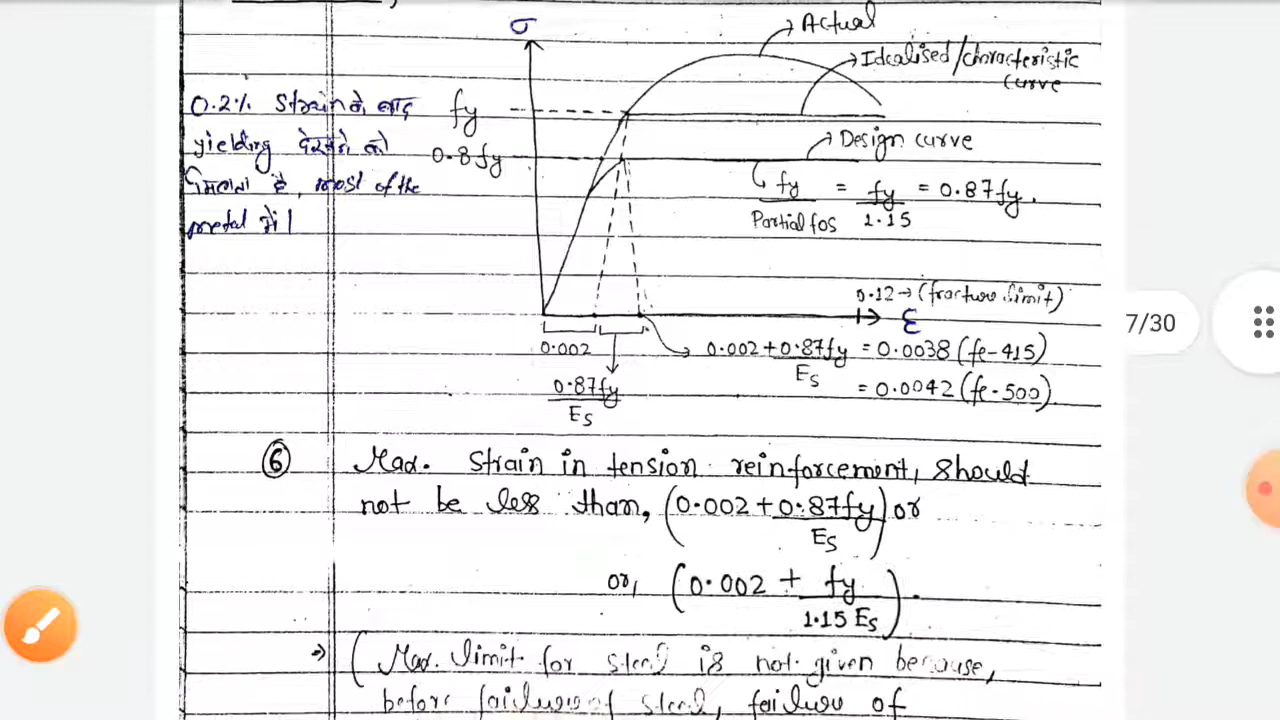 σ
Actual
Idealised/characteristic
curve
0.2% Strain के बाद
yielding देखने को
मिलता है, most of the
metal में।
fy
0.8fy
Design curve
fy/Partial fos = fy/1.15 = 0.87fy.
0.12→(fracture limit)
ε
7/30
0.002
0.87fy/Es
0.002+0.87fy/Es = 0.0038 (fe-415)
= 0.0042 (fe-500)
⑥ Max. Strain in tension reinforcement, should
not be less than, (0.002+0.87fy/Es) or
or, (0.002 + fy/1.15 Es).
⇒ (Max. limit for steel is not given because,
before failure of steel, failure of